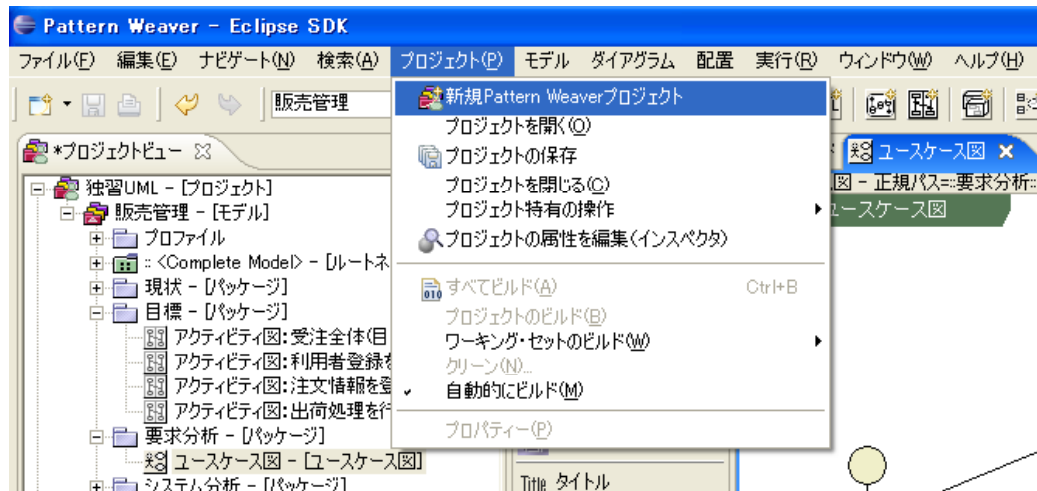 Pattern Weaver - Eclipse SDK
ファイル(F) 編集(E) ナビゲート(N) 検索(A) プロジェクト(P) モデル ダイアグラム 配置 実行(R) ウィンドウ(W) ヘルプ(H)
販売管理
新規Pattern Weaverプロジェクト
プロジェクトを開く(O)
プロジェクトの保存
プロジェクトを閉じる(C)
プロジェクト特有の操作
プロジェクトの属性を編集(インスペクタ)
すべてビルド(A) Ctrl+B
プロジェクトのビルド(B)
ワーキング・セットのビルド(W)
クリーン(N)...
自動的にビルド(M)
プロパティー(P)
*プロジェクトビュー
独習UML - [プロジェクト]
販売管理 - [モデル]
プロファイル
:: <Complete Model> - [ルートネ
現状 - [パッケージ]
目標 - [パッケージ]
アクティビティ図:受注全体(目
アクティビティ図:利用者登録を
アクティビティ図:注文情報を登
アクティビティ図:出荷処理を行
要求分析 - [パッケージ]
ユースケース図 - [ユースケース図]
システム分析 - [パッケージ]
ユースケース図
図 - 正規パス=::要求分析::
ユースケース図
Title タイトル